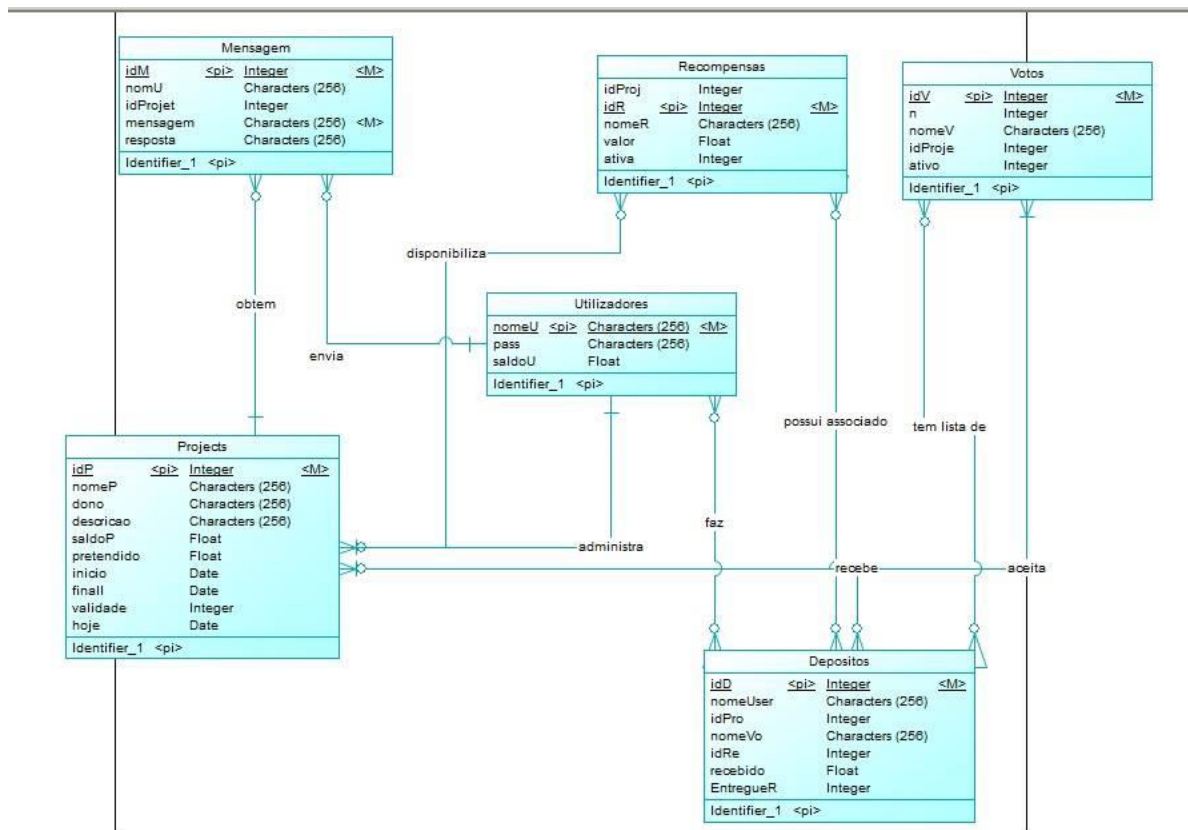 Mensagem
idM <pi> Integer <M>
nomU Characters (256)
idProjet Integer
mensagem Characters (256) <M>
resposta Characters (256)
Identifier_1 <pi>
Recompensas
idProj Integer
idR <pi> Integer <M>
nomeR Characters (256)
valor Float
ativa Integer
Identifier_1 <pi>
Votos
idV <pi> Integer <M>
n Integer
nomeV Characters (256)
idProje Integer
ativo Integer
Identifier_1 <pi>
disponibiliza
obtem
envia
Utilizadores
nomeU <pi> Characters (256) <M>
pass Characters (256)
saldoU Float
Identifier_1 <pi>
possui associado
tem lista de
Projects
idP <pi> Integer <M>
nomeP Characters (256)
dono Characters (256)
descricao Characters (256)
saldoP Float
pretendido Float
inicio Date
finall Date
validade Integer
hoje Date
Identifier_1 <pi>
faz
administra
recebe
aceita
Depositos
idD <pi> Integer <M>
nomeUser Characters (256)
idPro Integer
nomeVo Characters (256)
idRe Integer
recebido Float
EntregueR Integer
Identifier_1 <pi>